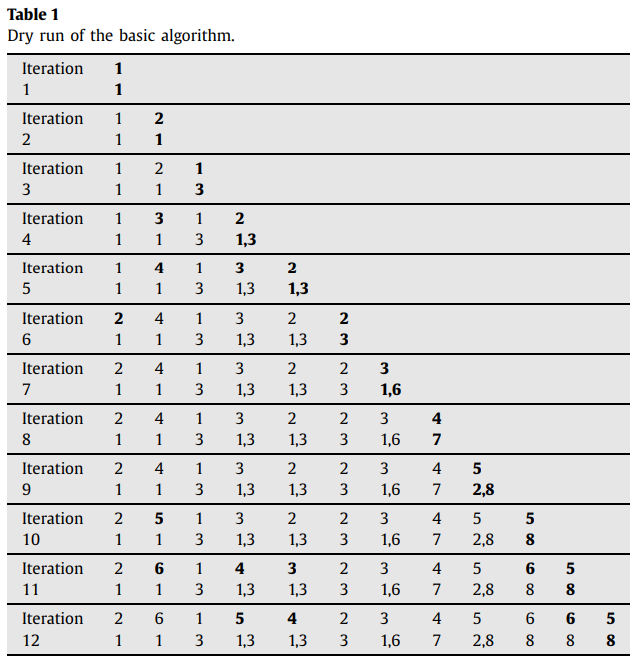 Table 1
Dry run of the basic algorithm.
Iteration 1
1 1
Iteration 1 2
2 1 1
Iteration 1 2 1
3 1 1 3
Iteration 1 3 1 2
4 1 1 3 1,3
Iteration 1 4 1 3 2
5 1 1 3 1,3 1,3
Iteration 2 4 1 3 2 2
6 1 1 3 1,3 1,3 3
Iteration 2 4 1 3 2 2 3
7 1 1 3 1,3 1,3 3 1,6
Iteration 2 4 1 3 2 2 3 4
8 1 1 3 1,3 1,3 3 1,6 7
Iteration 2 4 1 3 2 2 3 4 5
9 1 1 3 1,3 1,3 3 1,6 7 2,8
Iteration 2 5 1 3 2 2 3 4 5 5
10 1 1 3 1,3 1,3 3 1,6 7 2,8 8
Iteration 2 6 1 4 3 2 3 4 5 6 5
11 1 1 3 1,3 1,3 3 1,6 7 2,8 8 8
Iteration 2 6 1 5 4 2 3 4 5 6 6 5
12 1 1 3 1,3 1,3 3 1,6 7 2,8 8 8 8